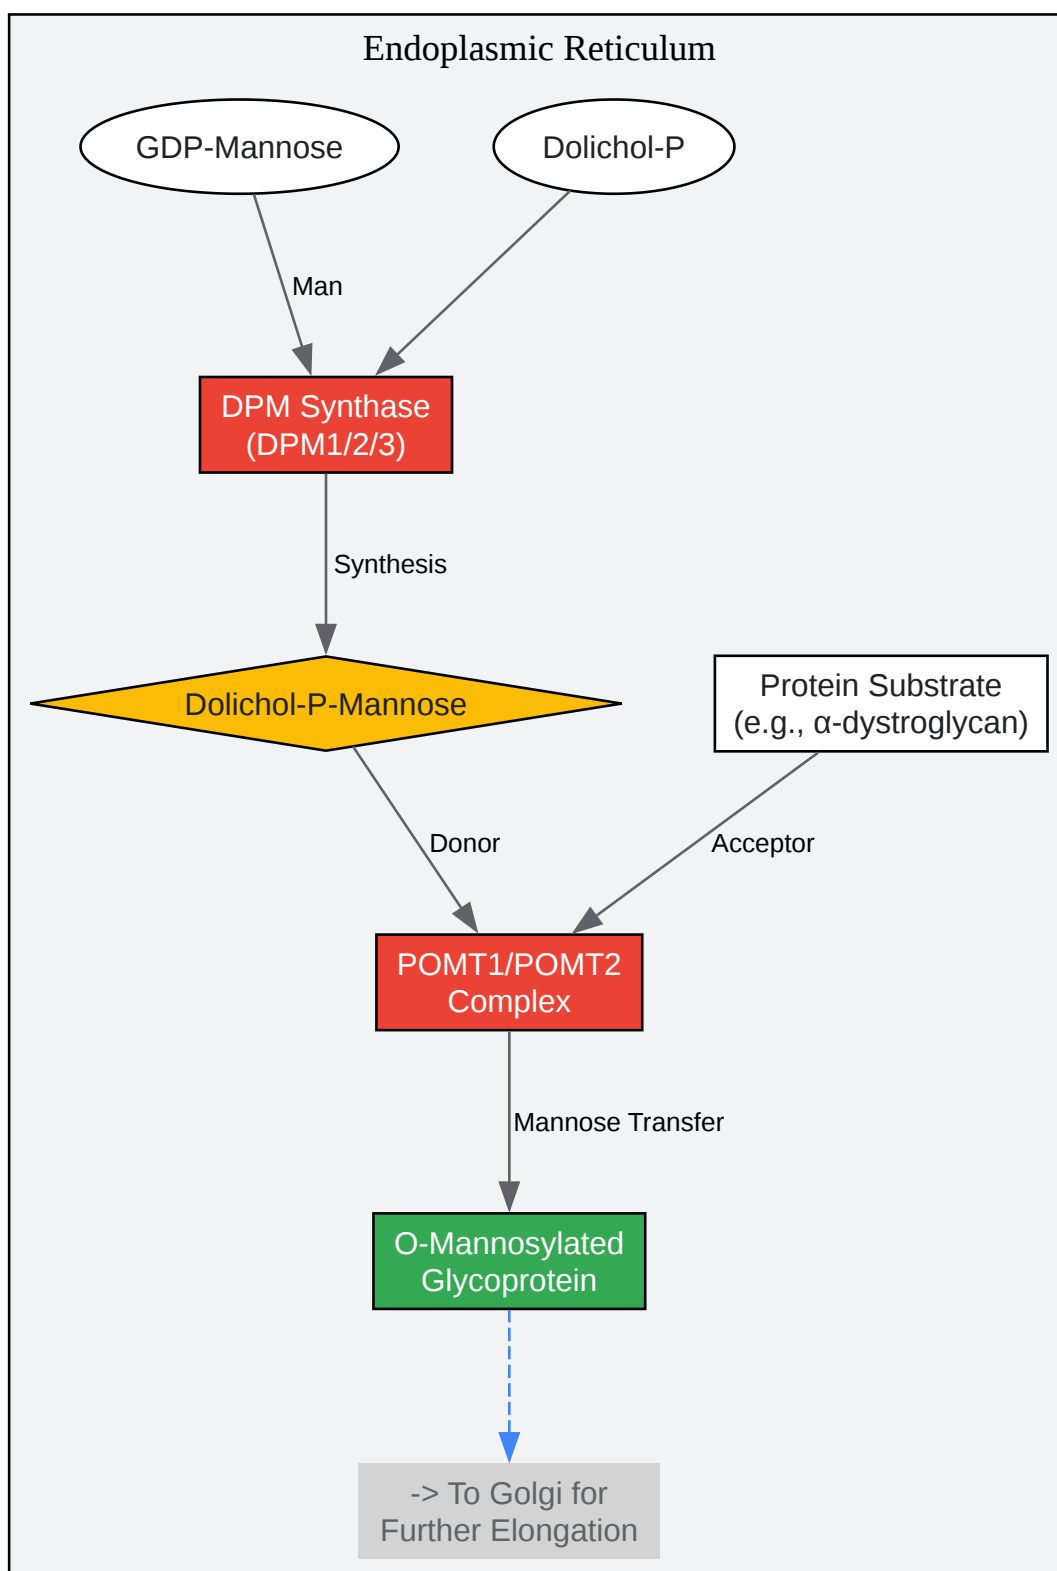 Endoplasmic Reticulum
GDP-Mannose
Dolichol-P
Man
DPM Synthase
(DPM1/2/3)
Synthesis
Dolichol-P-Mannose
Protein Substrate
(e.g., α-dystroglycan)
Donor
Acceptor
POMT1/POMT2
Complex
Mannose Transfer
O-Mannosylated
Glycoprotein
-> To Golgi for
Further Elongation